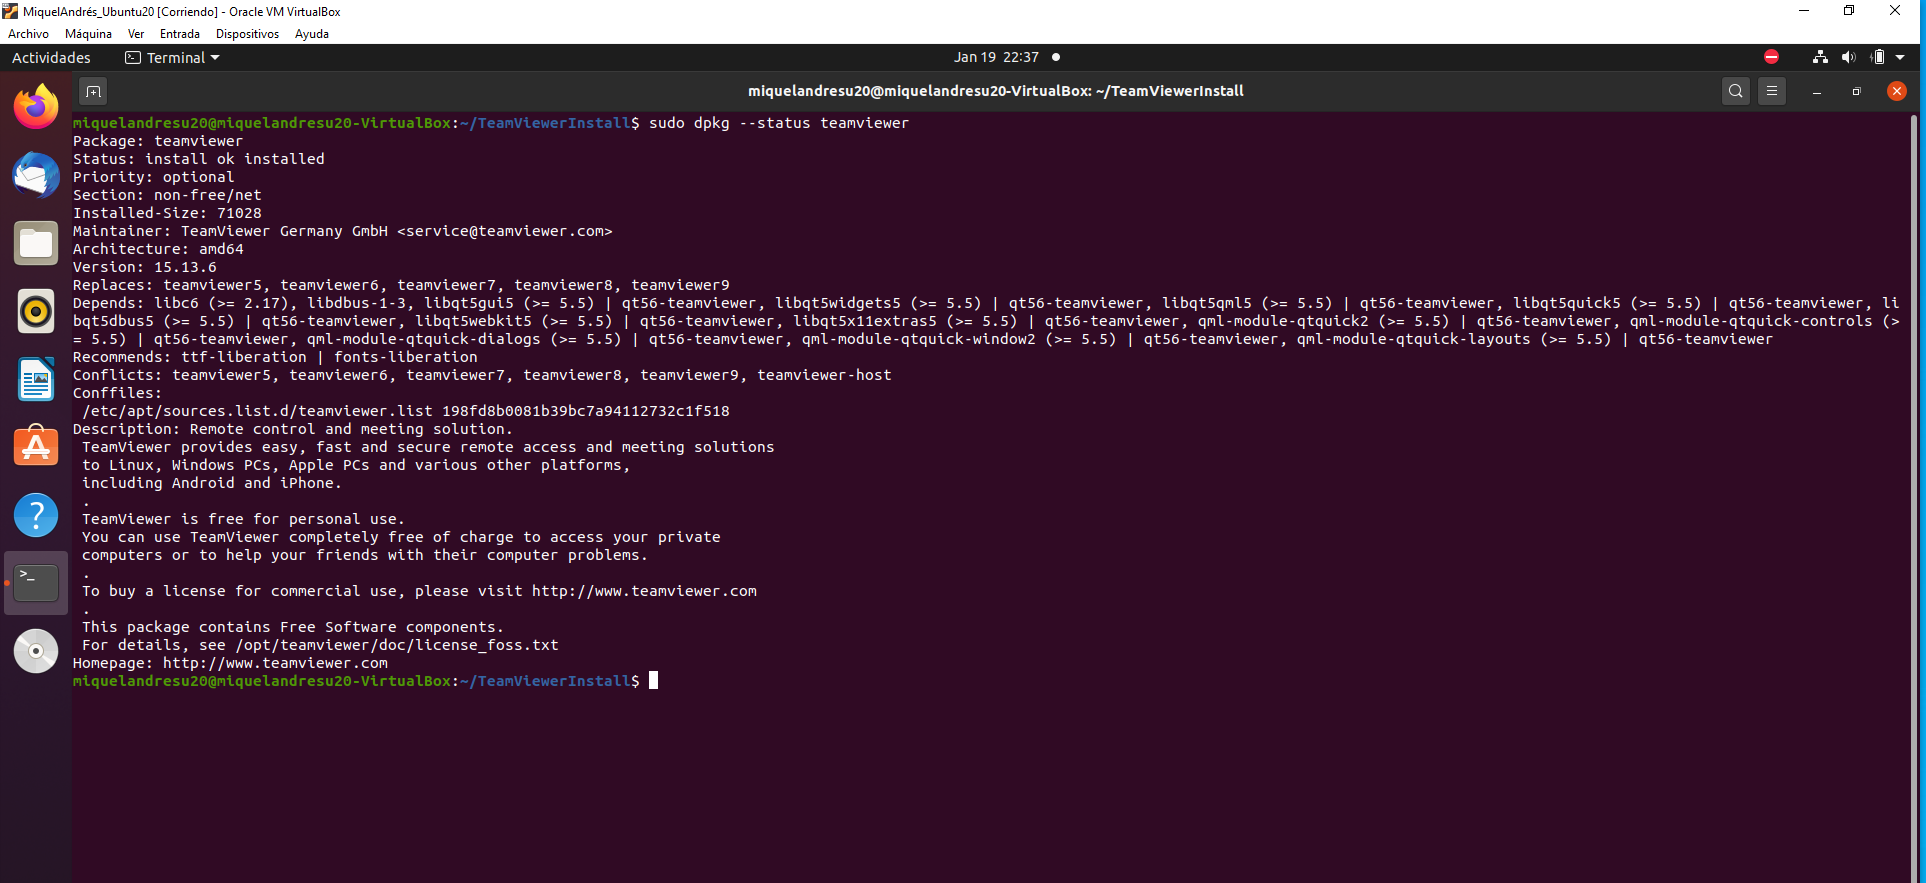 MiquelAndrés_Ubuntu20 [Corriendo] - Oracle VM VirtualBox
Archivo Máquina Ver Entrada Dispositivos Ayuda
Actividades Terminal Jan 19 22:37
miquelandresu20@miquelandresu20-VirtualBox: ~/TeamViewerInstall
miquelandresu20@miquelandresu20-VirtualBox:~/TeamViewerInstall$ sudo dpkg --status teamviewer
Package: teamviewer
Status: install ok installed
Priority: optional
Section: non-free/net
Installed-Size: 71028
Maintainer: TeamViewer Germany GmbH <service@teamviewer.com>
Architecture: amd64
Version: 15.13.6
Replaces: teamviewer5, teamviewer6, teamviewer7, teamviewer8, teamviewer9
Depends: libc6 (>= 2.17), libdbus-1-3, libqt5gui5 (>= 5.5) | qt56-teamviewer, libqt5widgets5 (>= 5.5) | qt56-teamviewer, libqt5qml5 (>= 5.5) | qt56-teamviewer, libqt5quick5 (>= 5.5) | qt56-teamviewer, li
bqt5dbus5 (>= 5.5) | qt56-teamviewer, libqt5webkit5 (>= 5.5) | qt56-teamviewer, libqt5x11extras5 (>= 5.5) | qt56-teamviewer, qml-module-qtquick2 (>= 5.5) | qt56-teamviewer, qml-module-qtquick-controls (>
= 5.5) | qt56-teamviewer, qml-module-qtquick-dialogs (>= 5.5) | qt56-teamviewer, qml-module-qtquick-window2 (>= 5.5) | qt56-teamviewer, qml-module-qtquick-layouts (>= 5.5) | qt56-teamviewer
Recommends: ttf-liberation | fonts-liberation
Conflicts: teamviewer5, teamviewer6, teamviewer7, teamviewer8, teamviewer9, teamviewer-host
Conffiles:
 /etc/apt/sources.list.d/teamviewer.list 198fd8b0081b39bc7a94112732c1f518
Description: Remote control and meeting solution.
 TeamViewer provides easy, fast and secure remote access and meeting solutions
 to Linux, Windows PCs, Apple PCs and various other platforms,
 including Android and iPhone.
 .
 TeamViewer is free for personal use.
 You can use TeamViewer completely free of charge to access your private
 computers or to help your friends with their computer problems.
 .
 To buy a license for commercial use, please visit http://www.teamviewer.com
 .
 This package contains Free Software components.
 For details, see /opt/teamviewer/doc/license_foss.txt
Homepage: http://www.teamviewer.com
miquelandresu20@miquelandresu20-VirtualBox:~/TeamViewerInstall$